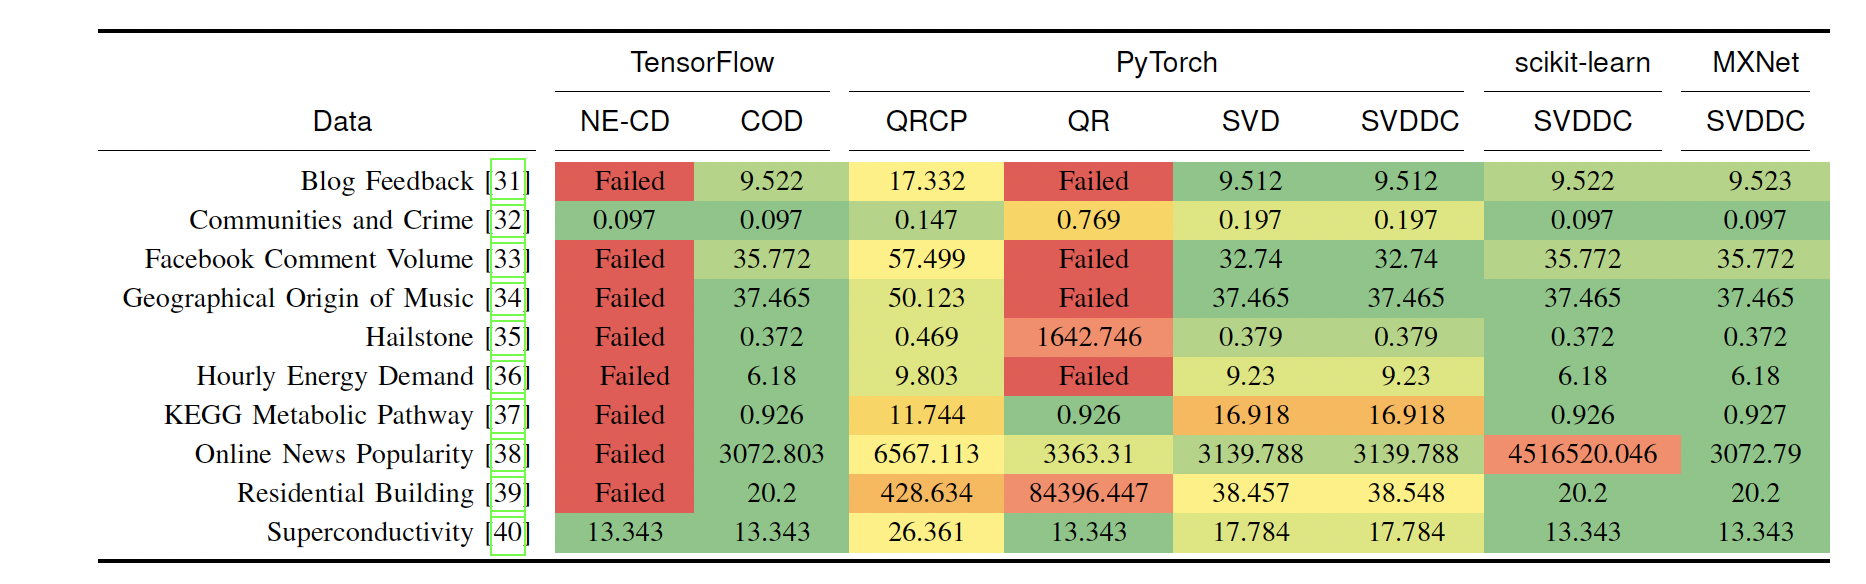 TensorFlow PyTorch scikit-learn MXNet
Data NE-CD COD QRCP QR SVD SVDDC SVDDC SVDDC
Blog Feedback [31] Failed 9.522 17.332 Failed 9.512 9.512 9.522 9.523
Communities and Crime [32] 0.097 0.097 0.147 0.769 0.197 0.197 0.097 0.097
Facebook Comment Volume [33] Failed 35.772 57.499 Failed 32.74 32.74 35.772 35.772
Geographical Origin of Music [34] Failed 37.465 50.123 Failed 37.465 37.465 37.465 37.465
Hailstone [35] Failed 0.372 0.469 1642.746 0.379 0.379 0.372 0.372
Hourly Energy Demand [36] Failed 6.18 9.803 Failed 9.23 9.23 6.18 6.18
KEGG Metabolic Pathway [37] Failed 0.926 11.744 0.926 16.918 16.918 0.926 0.927
Online News Popularity [38] Failed 3072.803 6567.113 3363.31 3139.788 3139.788 4516520.046 3072.79
Residential Building [39] Failed 20.2 428.634 84396.447 38.457 38.548 20.2 20.2
Superconductivity [40] 13.343 13.343 26.361 13.343 17.784 17.784 13.343 13.343